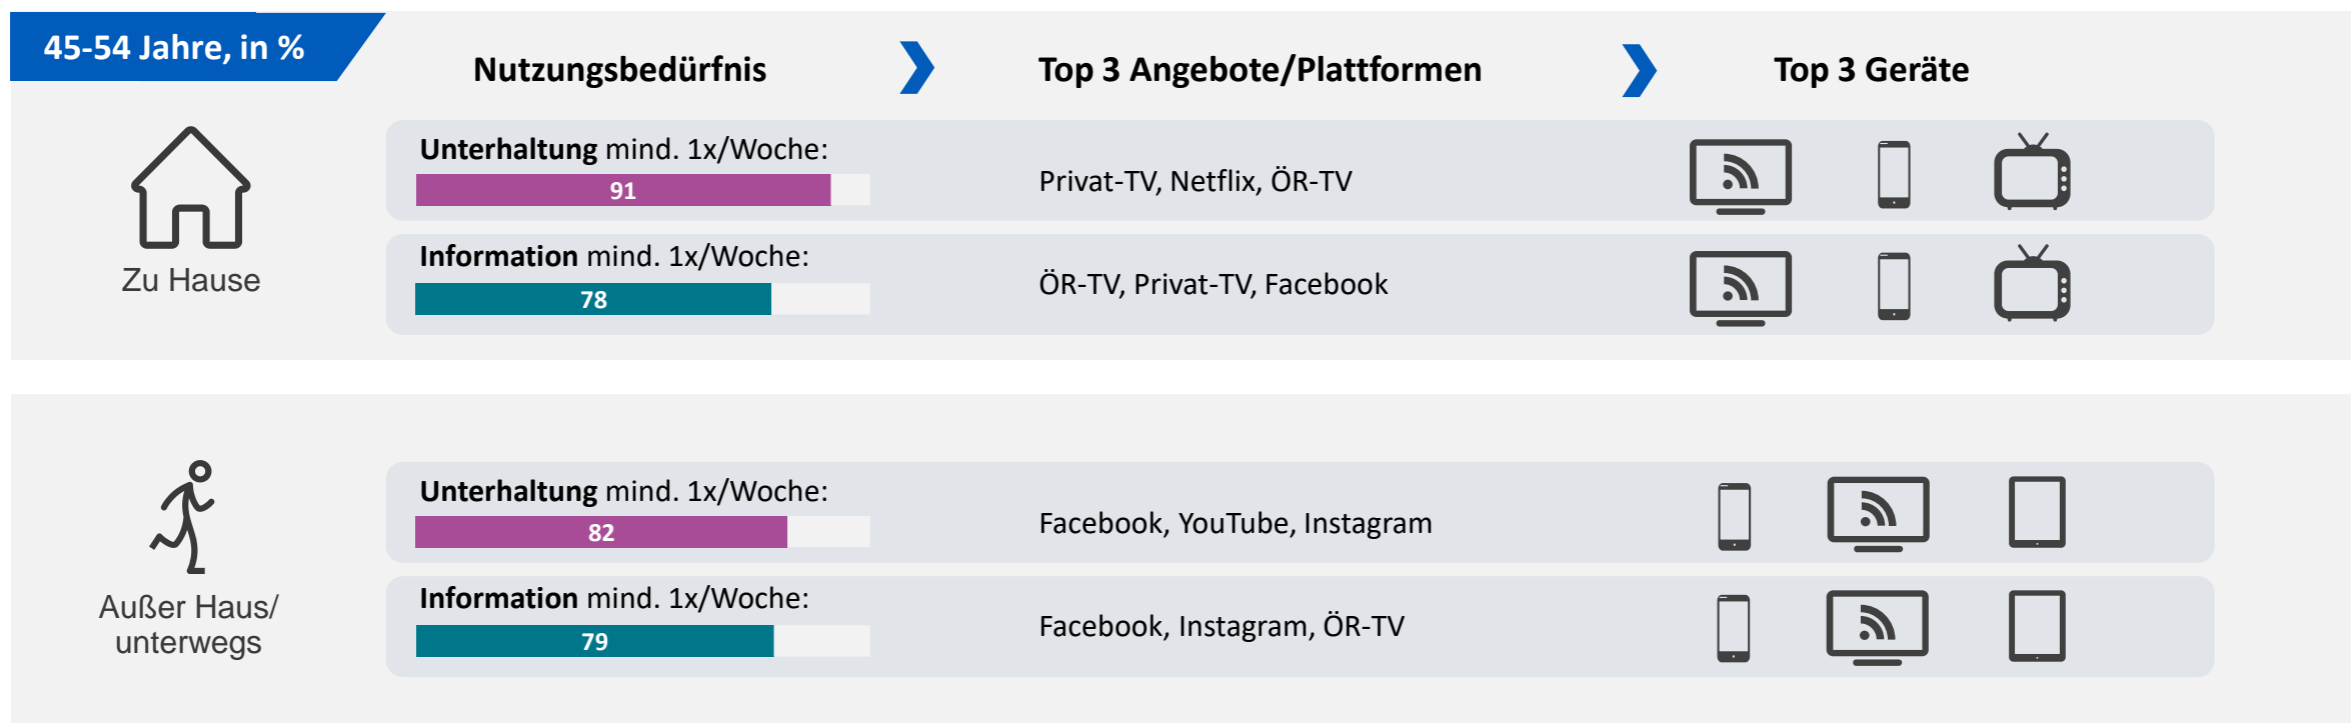 45-54 Jahre, in %
Nutzungsbedürfnis
Top 3 Angebote/Plattformen
Top 3 Geräte
Zu Hause
Unterhaltung mind. 1x/Woche:
91
Privat-TV, Netflix, ÖR-TV
Information mind. 1x/Woche:
78
ÖR-TV, Privat-TV, Facebook
Außer Haus/
unterwegs
Unterhaltung mind. 1x/Woche:
82
Facebook, YouTube, Instagram
Information mind. 1x/Woche:
79
Facebook, Instagram, ÖR-TV